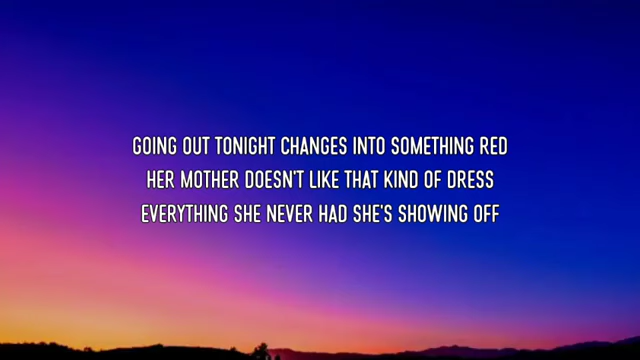 GOING OUT TONIGHT CHANGES INTO SOMETHING RED
HER MOTHER DOESN'T LIKE THAT KIND OF DRESS
EVERYTHING SHE NEVER HAD SHE'S SHOWING OFF